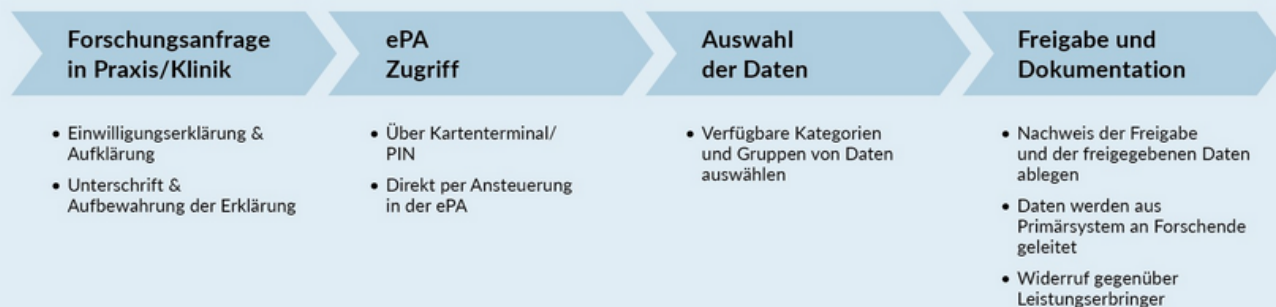 Forschungsanfrage
in Praxis/Klinik
• Einwilligungserklärung &
Aufklärung
• Unterschrift &
Aufbewahrung der Erklärung
ePA
Zugriff
• Über Kartenterminal/
PIN
• Direkt per Ansteuerung
in der ePA
Auswahl
der Daten
• Verfügbare Kategorien
und Gruppen von Daten
auswählen
Freigabe und
Dokumentation
• Nachweis der Freigabe
und der freigegebenen Daten
ablegen
• Daten werden aus
Primärsystem an Forschende
geleitet
• Widerruf gegenüber
Leistungserbringer